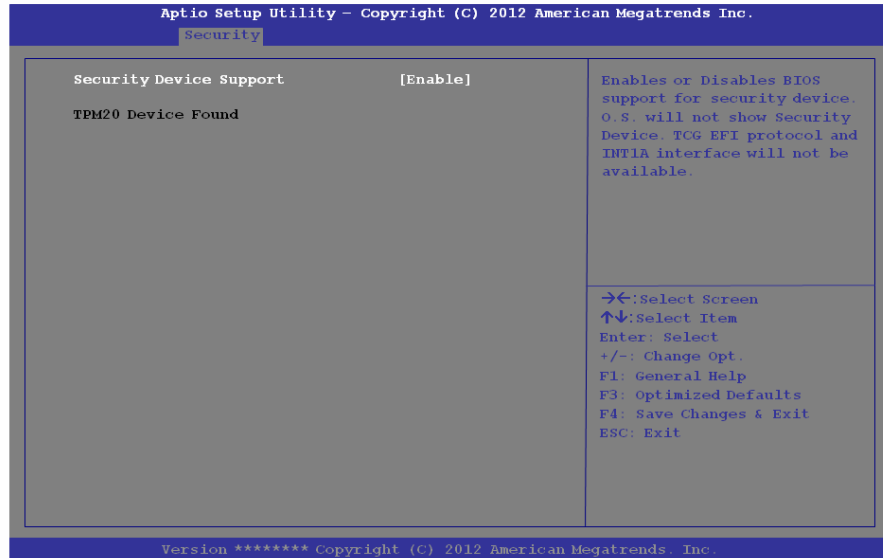 Aptio Setup Utility – Copyright (C) 2012 American Megatrends Inc.
Security
Security Device Support [Enable]
TPM20 Device Found
Enables or Disables BIOS
support for security device.
O.S. will not show Security
Device. TCG EFI protocol and
INT1A interface will not be
available.
→←:Select Screen
↑↓:Select Item
Enter: Select
+/-: Change Opt.
F1: General Help
F3: Optimized Defaults
F4: Save Changes & Exit
ESC: Exit
Version ******** Copyright (C) 2012 American Megatrends. Inc.